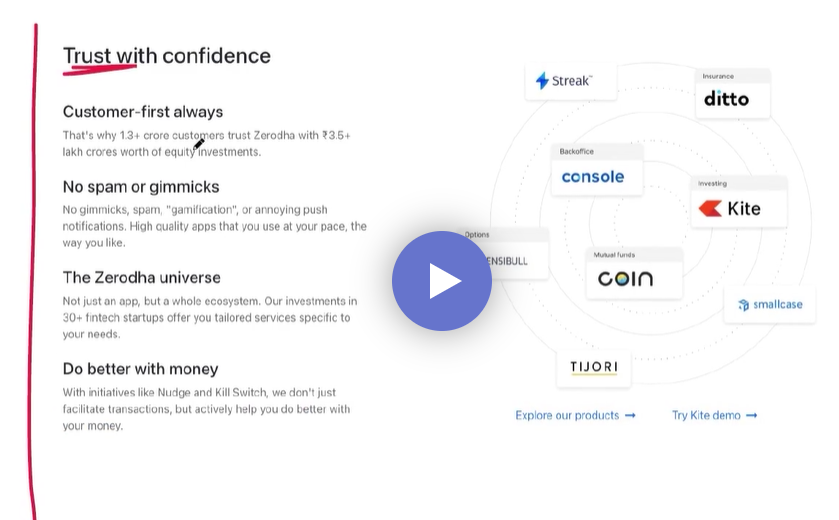 Trust with confidence
Customer-first always
That's why 1.3+ crore customers trust Zerodha with ₹3.5+
lakh crores worth of equity investments.
No spam or gimmicks
No gimmicks, spam, "gamification", or annoying push
notifications. High quality apps that you use at your pace, the
way you like.
The Zerodha universe
Not just an app, but a whole ecosystem. Our investments in
30+ fintech startups offer you tailored services specific to
your needs.
Do better with money
With initiatives like Nudge and Kill Switch, we don't just
facilitate transactions, but actively help you do better with
your money.
Streak™
Insurance
ditto
Backoffice
console
Investing
Kite
Options
ENSIBULL
Mutual funds
coin
smallcase
TIJORI
Explore our products →
Try Kite demo →